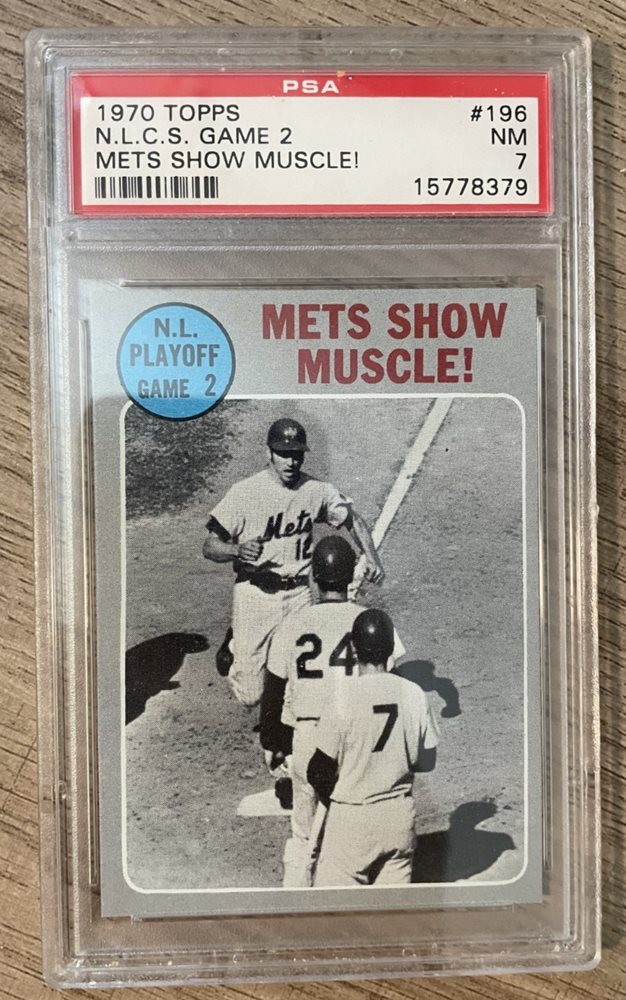 PSA
1970 TOPPS #196
N.L.C.S. GAME 2 NM
METS SHOW MUSCLE! 7
15778379
N.L.
PLAYOFF
GAME 2
METS SHOW
MUSCLE!
Mets
12
24
7